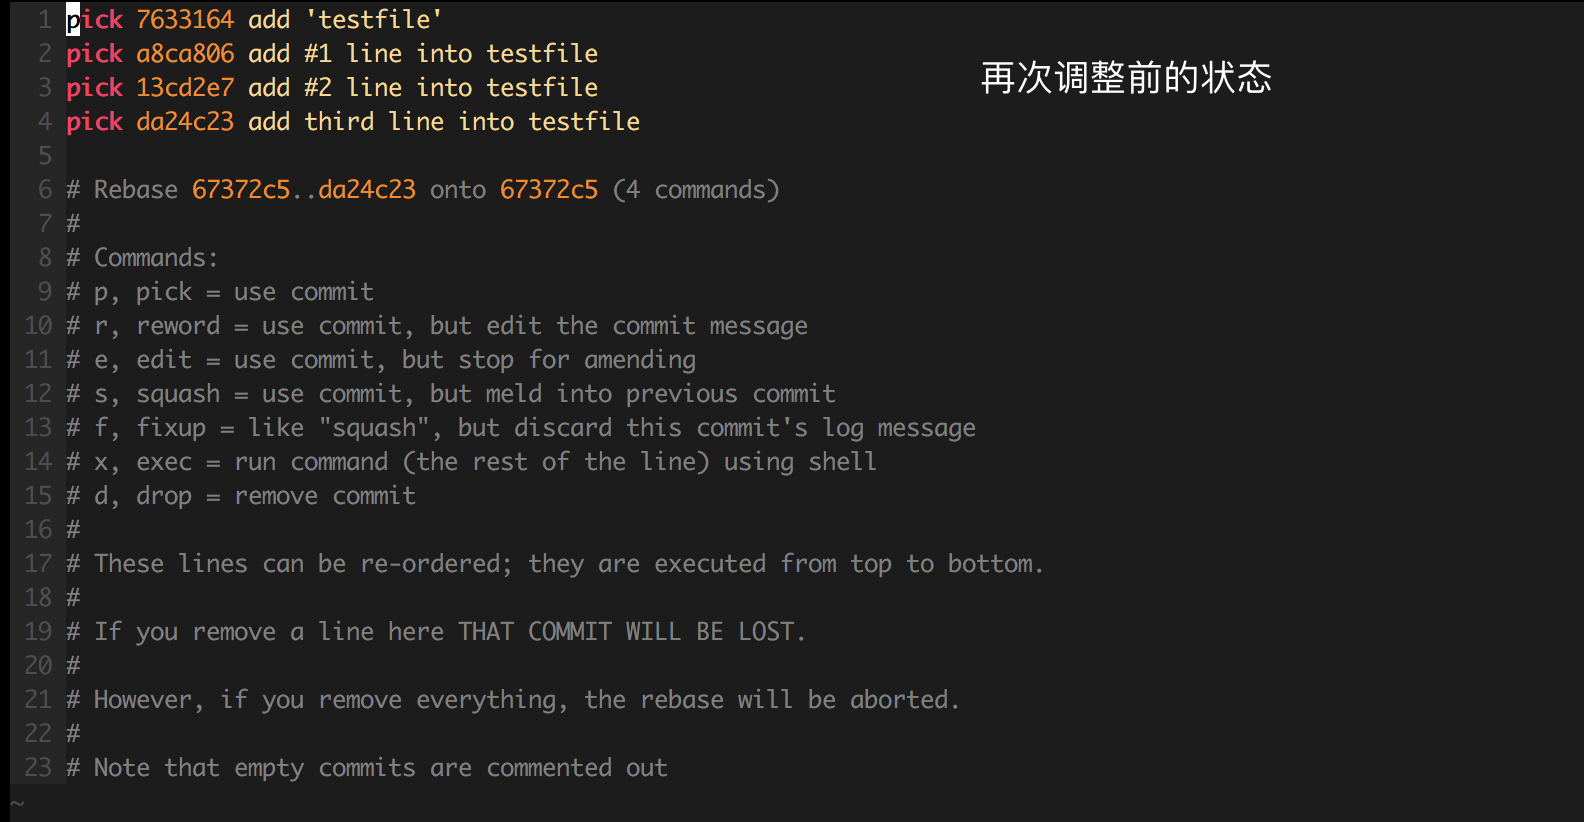 1 pick 7633164 add 'testfile'
2 pick a8ca806 add #1 line into testfile
再次调整前的状态
3 pick 13cd2e7 add #2 line into testfile
4 pick da24c23 add third line into testfile
5
6 # Rebase 67372c5..da24c23 onto 67372c5 (4 commands)
7 #
8 # Commands:
9 # p, pick = use commit
10 # r, reword = use commit, but edit the commit message
11 # e, edit = use commit, but stop for amending
12 # s, squash = use commit, but meld into previous commit
13 # f, fixup = like "squash", but discard this commit's log message
14 # x, exec = run command (the rest of the line) using shell
15 # d, drop = remove commit
16 #
17 # These lines can be re-ordered; they are executed from top to bottom.
18 #
19 # If you remove a line here THAT COMMIT WILL BE LOST.
20 #
21 # However, if you remove everything, the rebase will be aborted.
22 #
23 # Note that empty commits are commented out
~